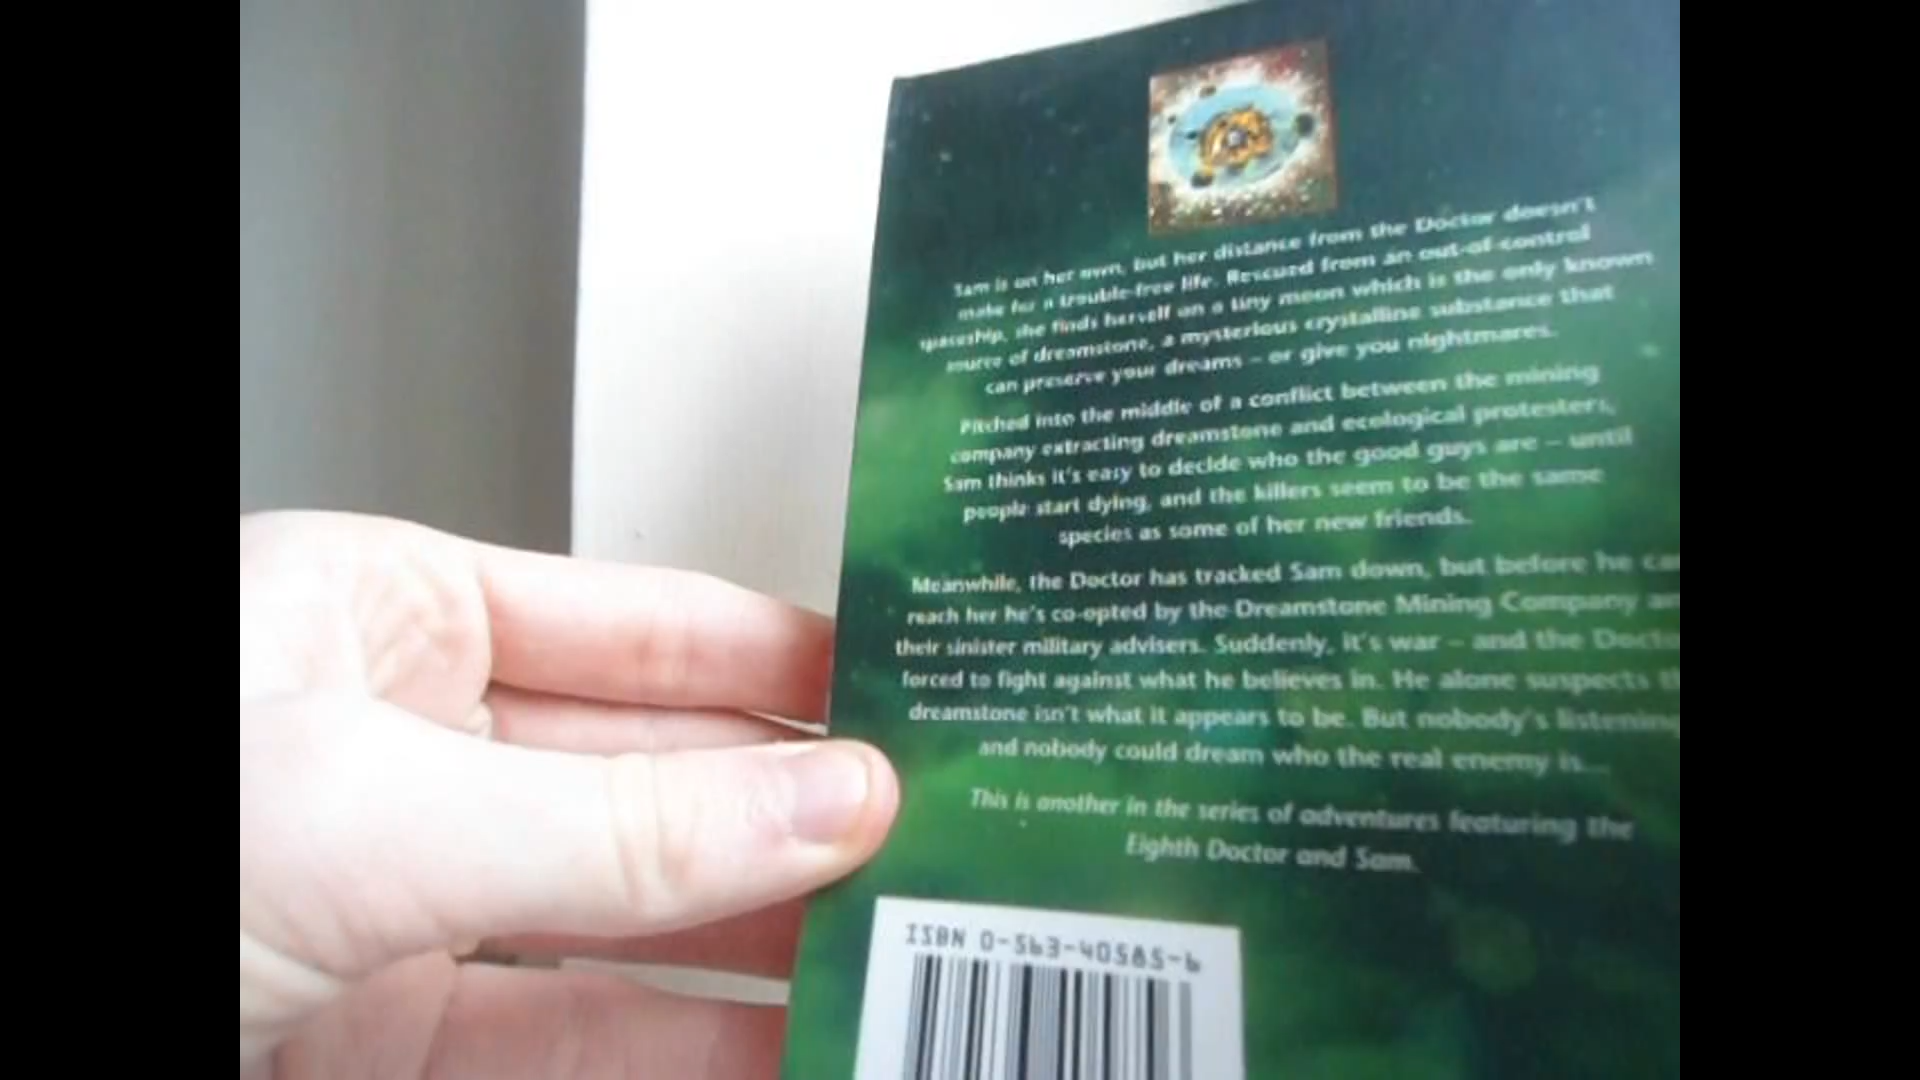 Sam is on her own, but her distance from the Doctor doesn't
make for a trouble-free life. Rescued from an out-of-control
spaceship, she finds herself on a tiny moon which is the only known
source of dreamstone, a mysterious crystalline substance that
can preserve your dreams – or give you nightmares.
Pitched into the middle of a conflict between the mining
company extracting dreamstone and ecological protesters,
Sam thinks it's easy to decide who the good guys are – until
people start dying, and the killers seem to be the same
species as some of her new friends.
Meanwhile, the Doctor has tracked Sam down, but before he
reach her he's co-opted by the Dreamstone Mining Company
their sinister military advisers. Suddenly, it's war – and the
forced to fight against what he believes in. He alone suspects
dreamstone isn't what it appears to be. But nobody's
and nobody could dream who the real enemy is...
This is another in the series of adventures featuring the
Eighth Doctor and Sam.
ISBN 0-563-40585-6